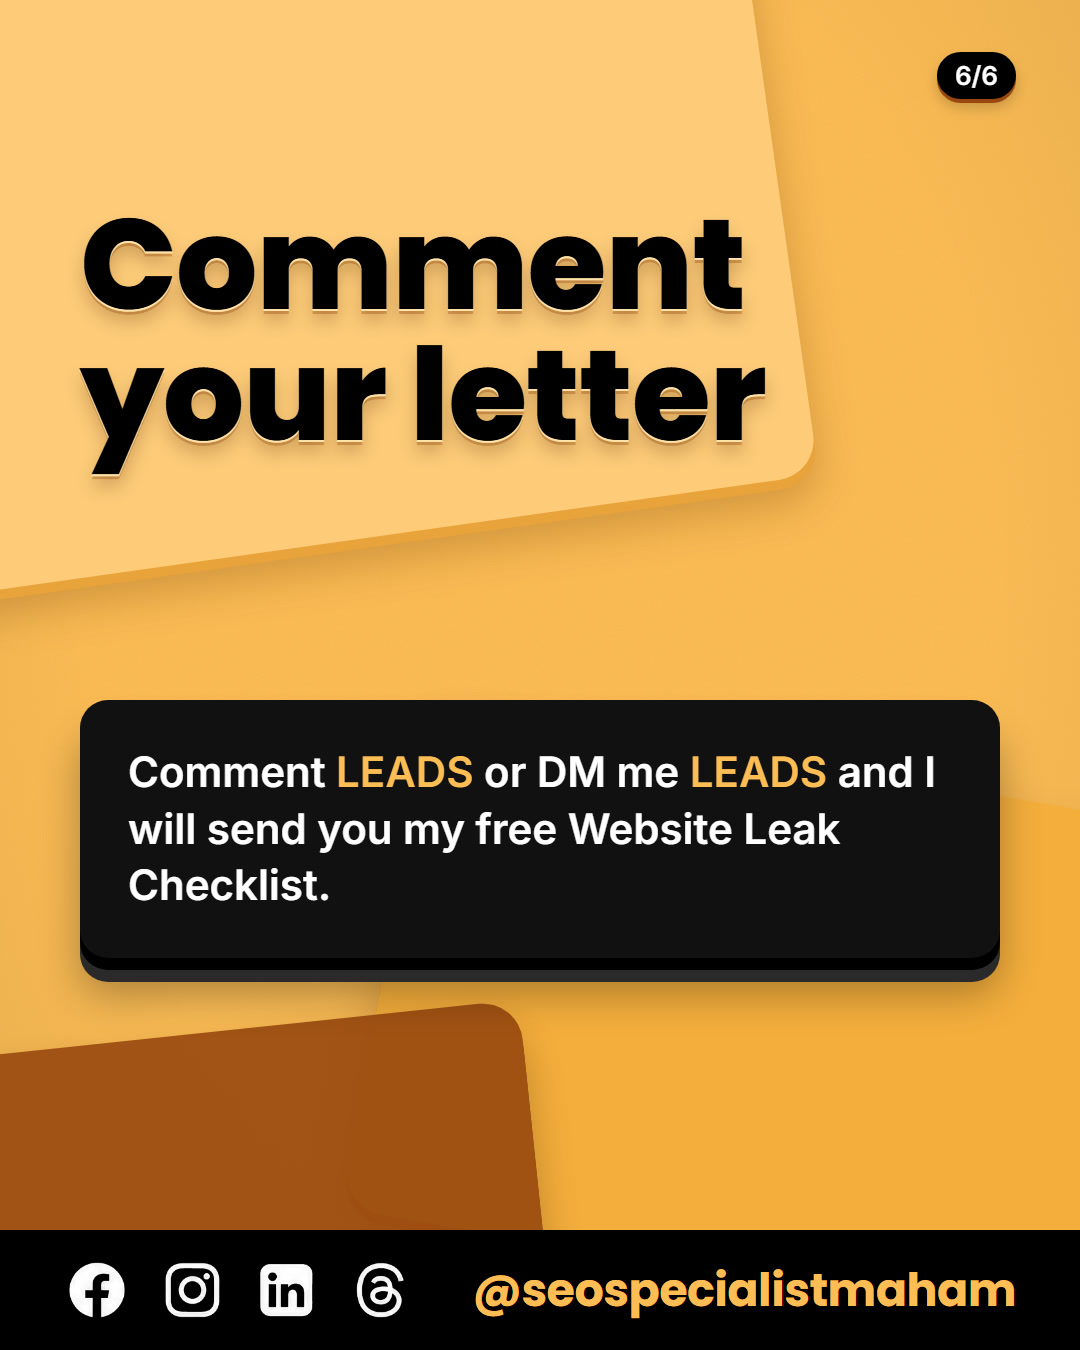 6/6
Comment
your letter
Comment LEADS or DM me LEADS and I
will send you my free Website Leak
Checklist.
@seospecialistmaham